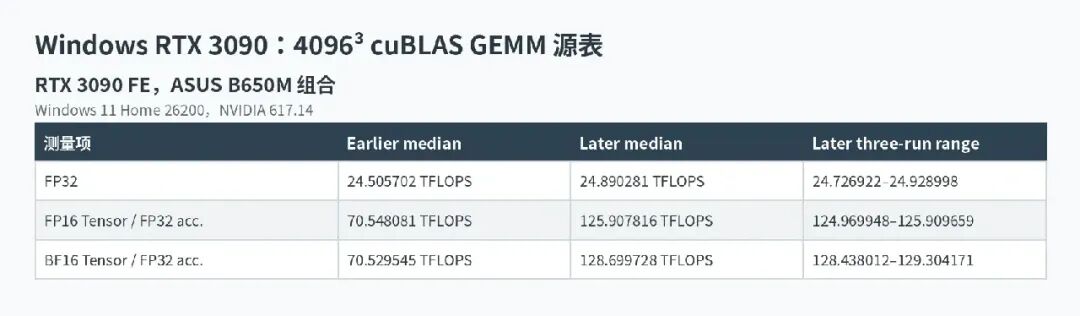 Windows RTX 3090：4096³ cuBLAS GEMM 源表
RTX 3090 FE，ASUS B650M 组合
Windows 11 Home 26200，NVIDIA 617.14
测量项 Earlier median Later median Later three-run range
FP32 24.505702 TFLOPS 24.890281 TFLOPS 24.726922–24.928998
FP16 Tensor / FP32 acc. 70.548081 TFLOPS 125.907816 TFLOPS 124.969948–125.909659
BF16 Tensor / FP32 acc. 70.529545 TFLOPS 128.699728 TFLOPS 128.438012–129.304171